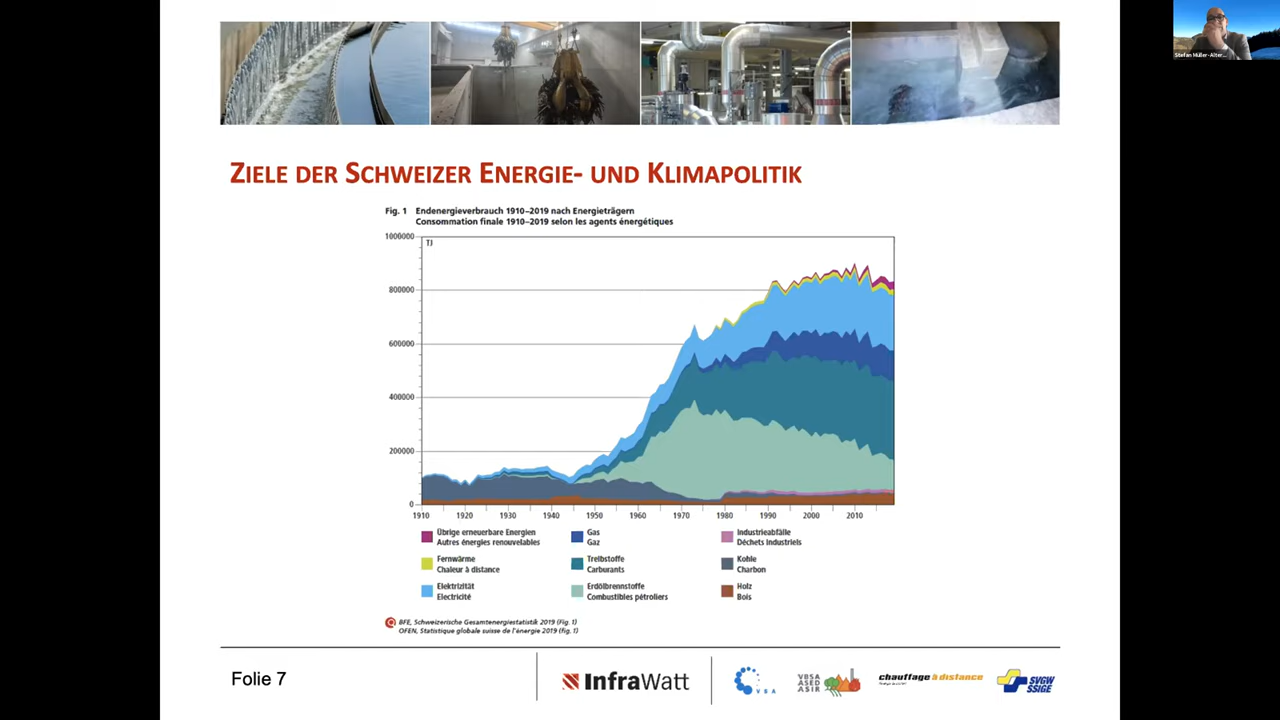 Stefan Müller-Alter...
ZIELE DER SCHWEIZER ENERGIE- UND KLIMAPOLITIK
Fig. 1 Endenergieverbrauch 1910–2019 nach Energieträgern
Consommation finale 1910–2019 selon les agents énergétiques
1000000
TJ
800000
600000
400000
200000
0
1910 1920 1930 1940 1950 1960 1970 1980 1990 2000 2010
Übrige erneuerbare Energien
Autres énergies renouvelables
Gas
Gaz
Industrieabfälle
Déchets industriels
Fernwärme
Chaleur à distance
Treibstoffe
Carburants
Kohle
Charbon
Elektrizität
Electricité
Erdölbrennstoffe
Combustibles pétroliers
Holz
Bois
BFE, Schweizerische Gesamtenergiestatistik 2019 (Fig. 1)
OFEN, Statistique globale suisse de l'énergie 2019 (fig. 1)
Folie 7
InfraWatt
VBSA
ASED
ASIR
chauffage à distance
SVGW
SSIGE